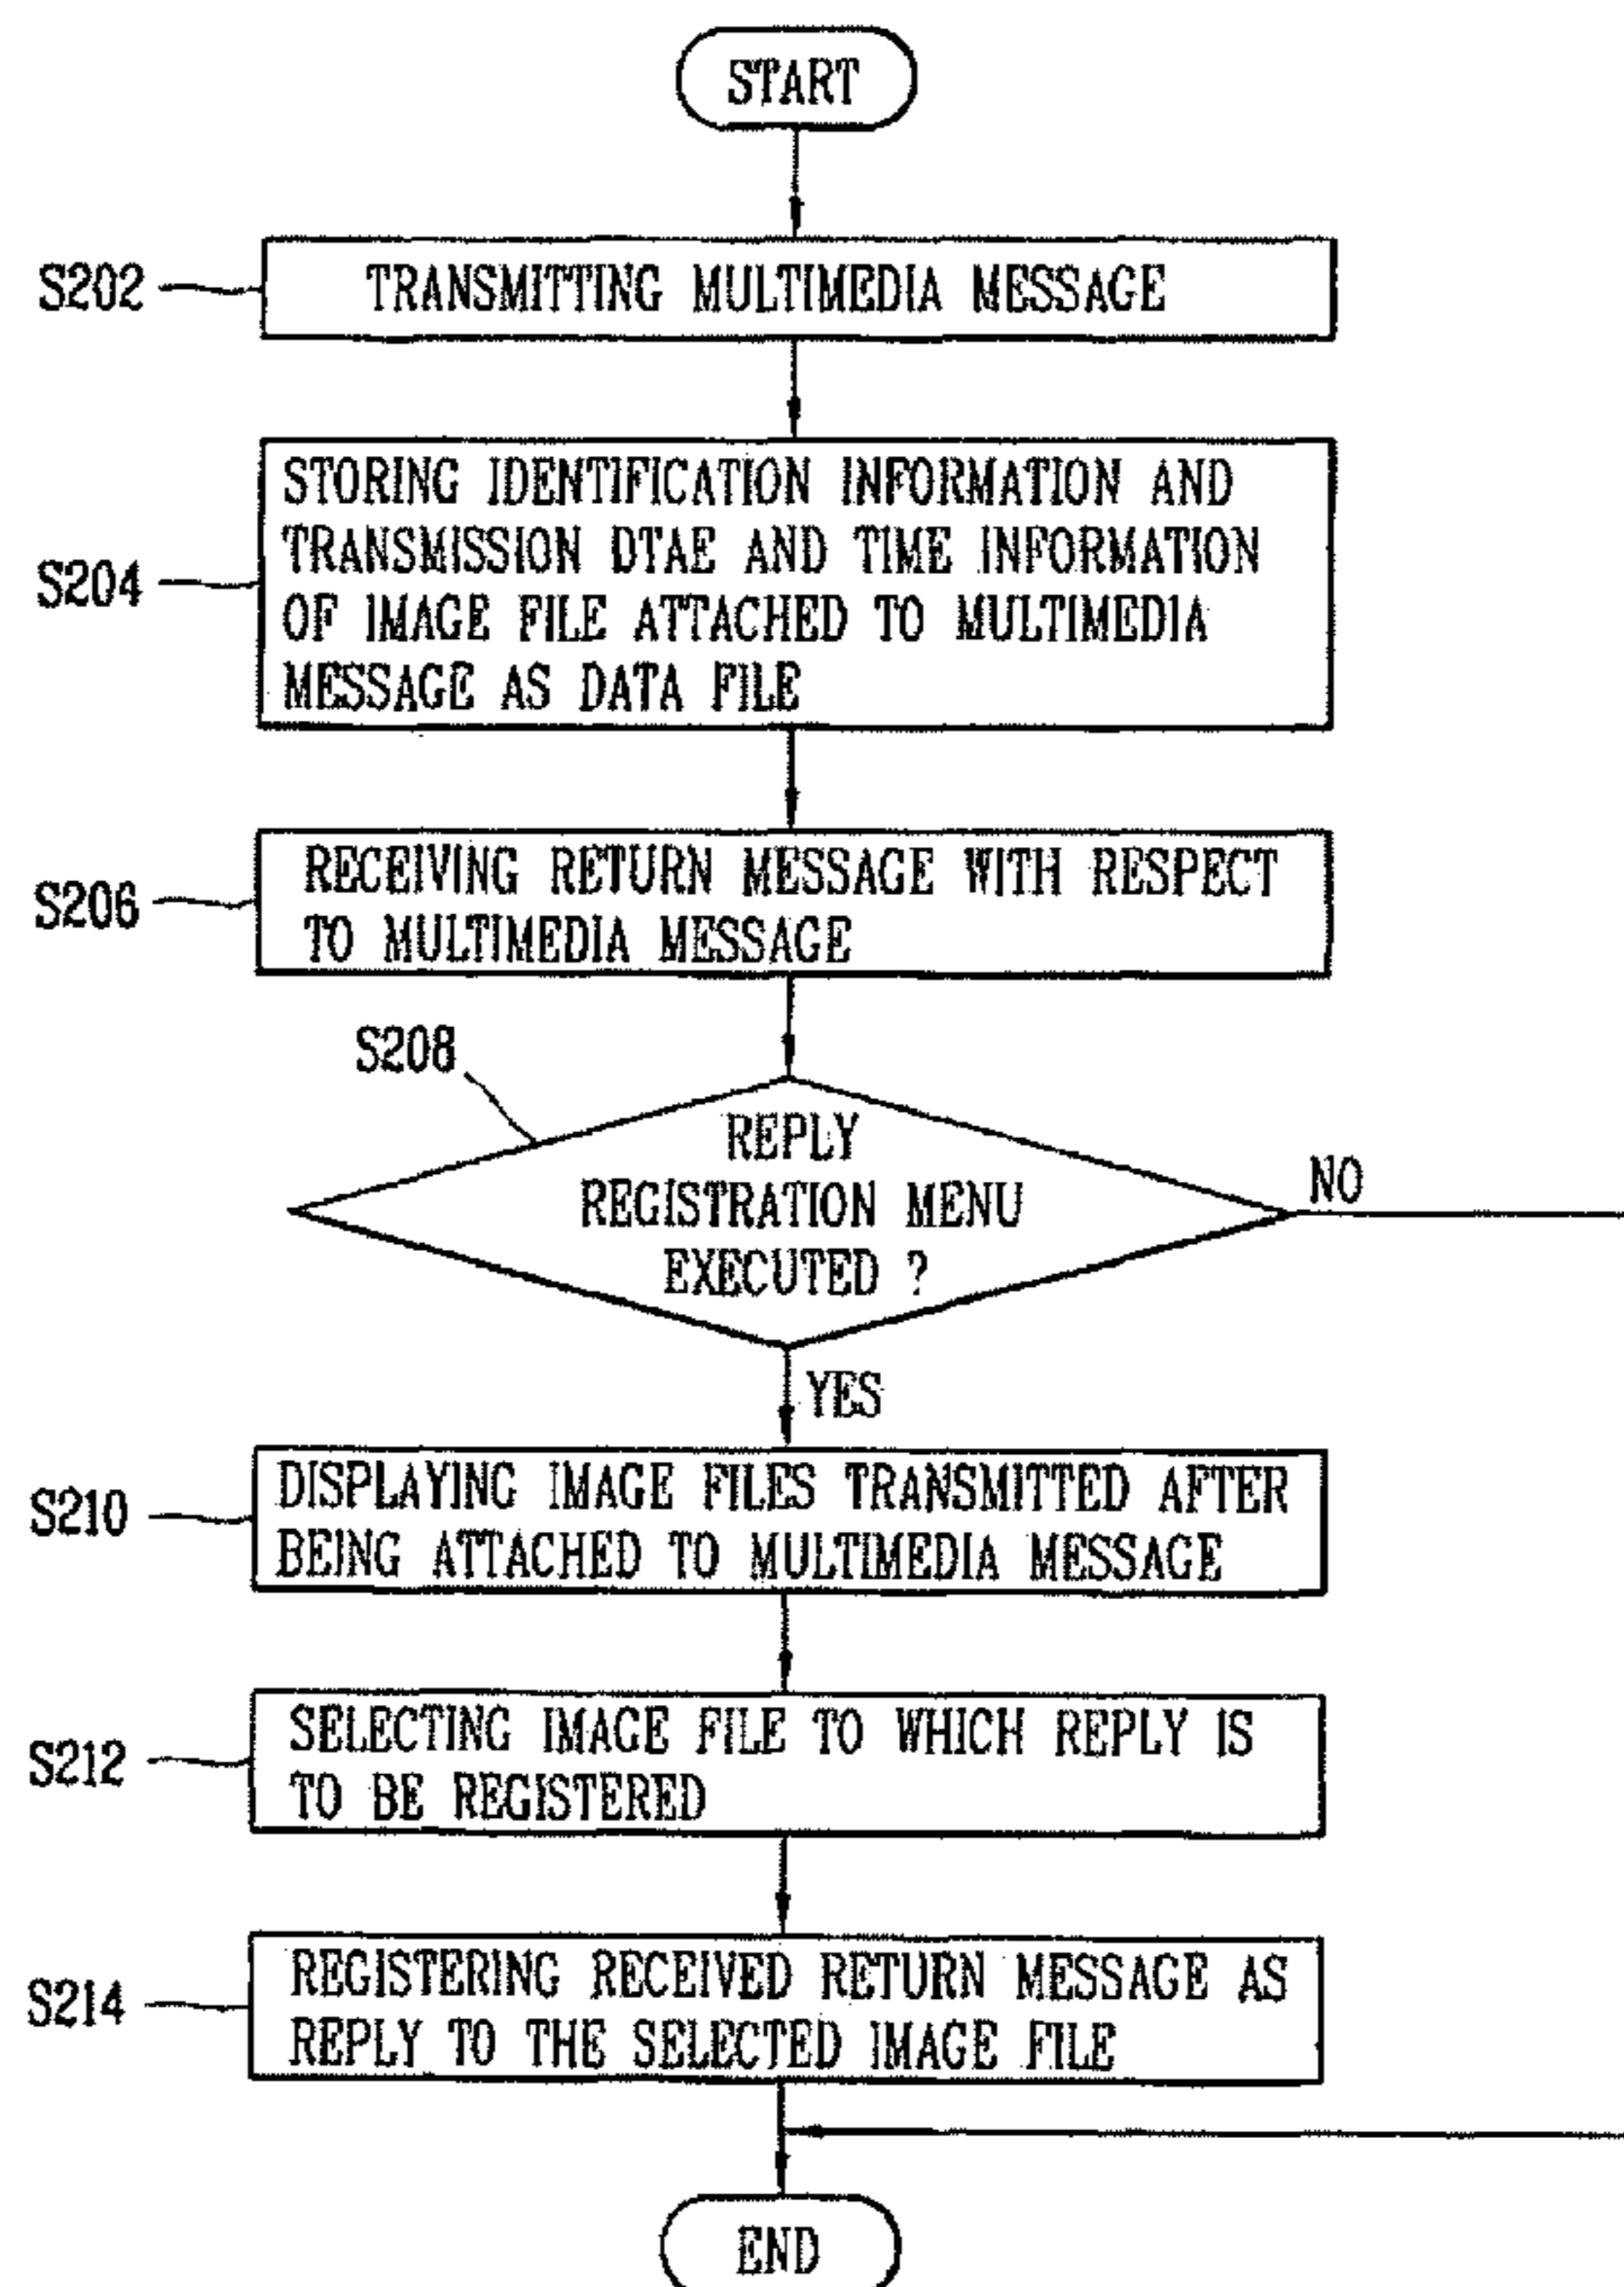 START
S202
TRANSMITTING MULTIMEDIA MESSAGE
S204
STORING IDENTIFICATION INFORMATION AND
TRANSMISSION DTAE AND TIME INFORMATION
OF IMAGE FILE ATTACHED TO MULTIMEDIA
MESSAGE AS DATA FILE
S206
RECEIVING RETURN MESSAGE WITH RESPECT
TO MULTIMEDIA MESSAGE
S208
REPLY
REGISTRATION MENU
EXECUTED ?
NO
YES
S210
DISPLAYING IMAGE FILES TRANSMITTED AFTER
BEING ATTACHED TO MULTIMEDIA MESSAGE
S212
SELECTING IMAGE FILE TO WHICH REPLY IS
TO BE REGISTERED
S214
REGISTERING RECEIVED RETURN MESSAGE AS
REPLY TO THE SELECTED IMAGE FILE
END